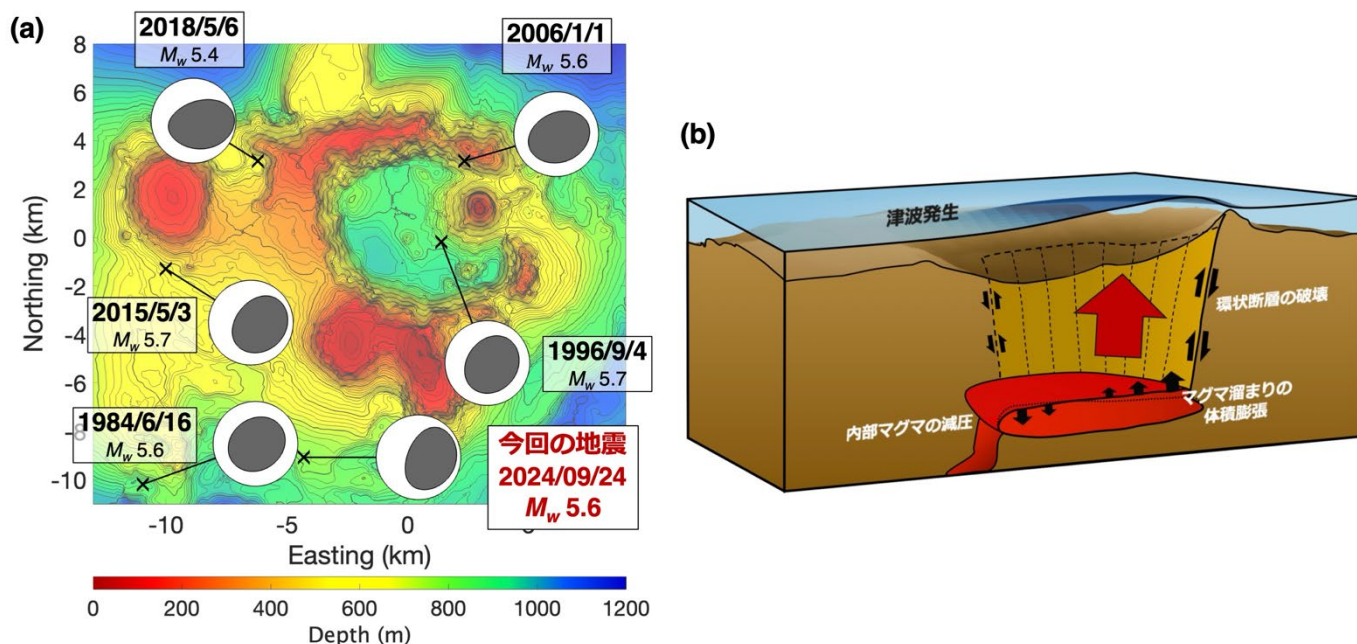 (a)
2018/5/6
Mw 5.4
2006/1/1
Mw 5.6
8
6
4
2
0
-2
-4
-6
-8
-10
Northing (km)
2015/5/3
Mw 5.7
1996/9/4
Mw 5.7
1984/6/16
Mw 5.6
今回の地震
2024/09/24
Mw 5.6
-10
-5
0
Easting (km)
0
200
400
600
800
1000
1200
Depth (m)
(b)
津波発生
環状断層の破壊
マグマ溜まりの
体積膨張
内部マグマの減圧